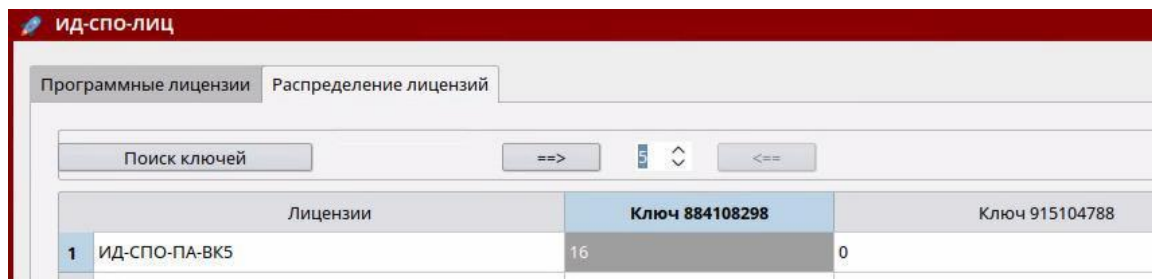 ИД-СПО-ЛИЦ
Программные лицензии Распределение лицензий
Поиск ключей ==> 5 <==
Лицензии Ключ 884108298 Ключ 915104788
1 ИД-СПО-ПА-ВК5 16 0